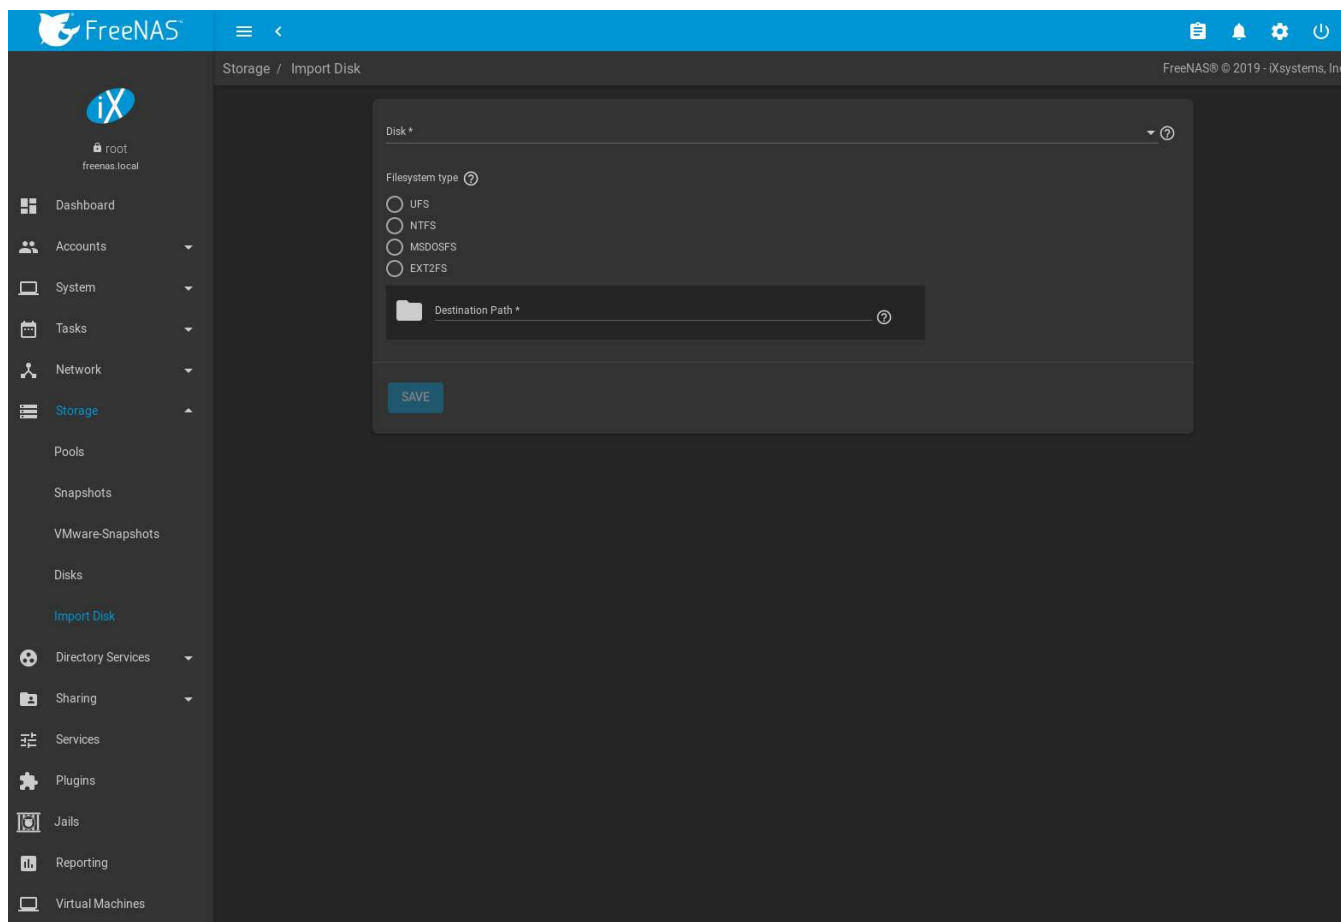 FreeNAS™
Storage / Import Disk
FreeNAS® © 2019 - iXsystems, Inc
iX
root
freenas.local
Dashboard
Accounts
System
Tasks
Network
Storage
Pools
Snapshots
VMware-Snapshots
Disks
Import Disk
Directory Services
Sharing
Services
Plugins
Jails
Reporting
Virtual Machines
Disk *
Filesystem type
UFS
NTFS
MSDOSFS
EXT2FS
Destination Path *
SAVE